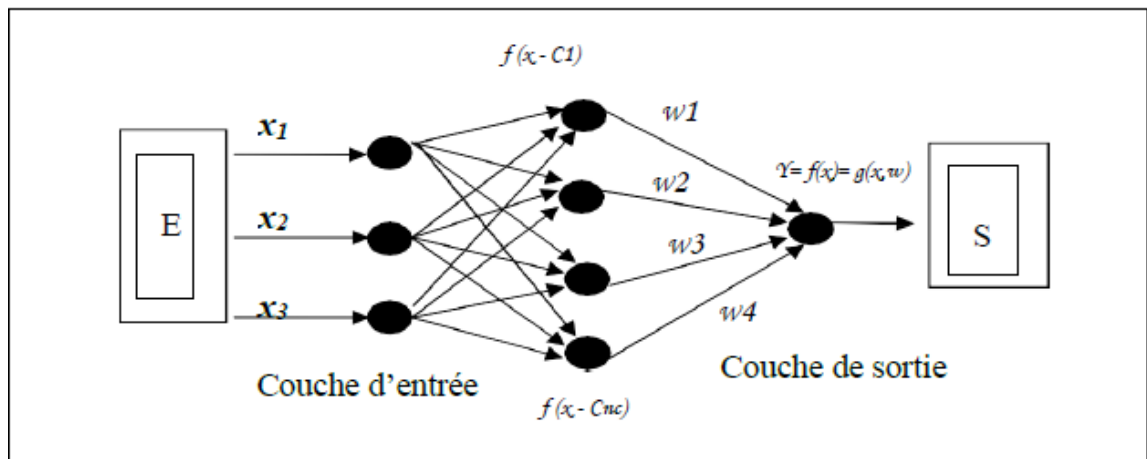 f (x - C1)
x1
w1
Y= f(x)= g(x,w)
w2
E
x2
w3
S
x3
w4
Couche d'entrée
Couche de sortie
f (x - Cnc)